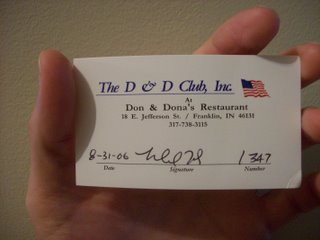 The D & D Club, Inc.
At
Don & Dona's Restaurant
18 E. Jefferson St. / Franklin, IN 46131
317-738-3115
8-31-06 1347
Date Signature Number